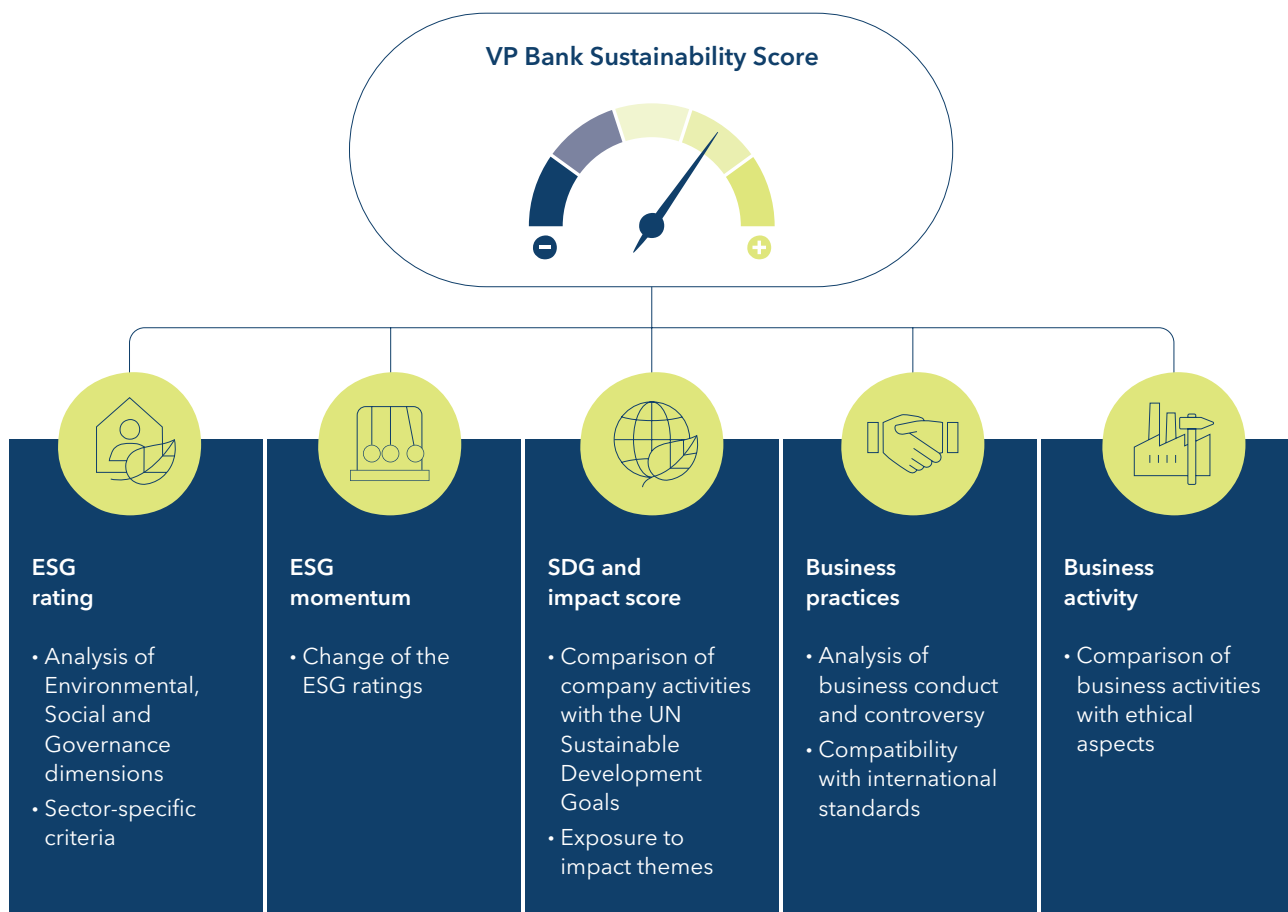 VP Bank Sustainability Score
ESG
rating
• Analysis of
Environmental,
Social and
Governance
dimensions
• Sector-specific
criteria
ESG
momentum
• Change of the
ESG ratings
SDG and
impact score
• Comparison of
company activities
with the UN
Sustainable
Development
Goals
• Exposure to
impact themes
Business
practices
• Analysis of
business conduct
and controversy
• Compatibility
with international
standards
Business
activity
• Comparison of
business activities
with ethical
aspects